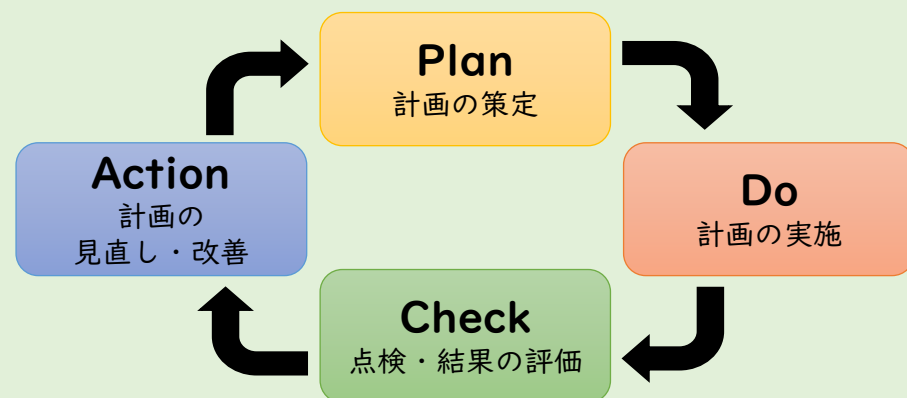 Plan
計画の策定
Do
計画の実施
Check
点検・結果の評価
Action
計画の
見直し・改善